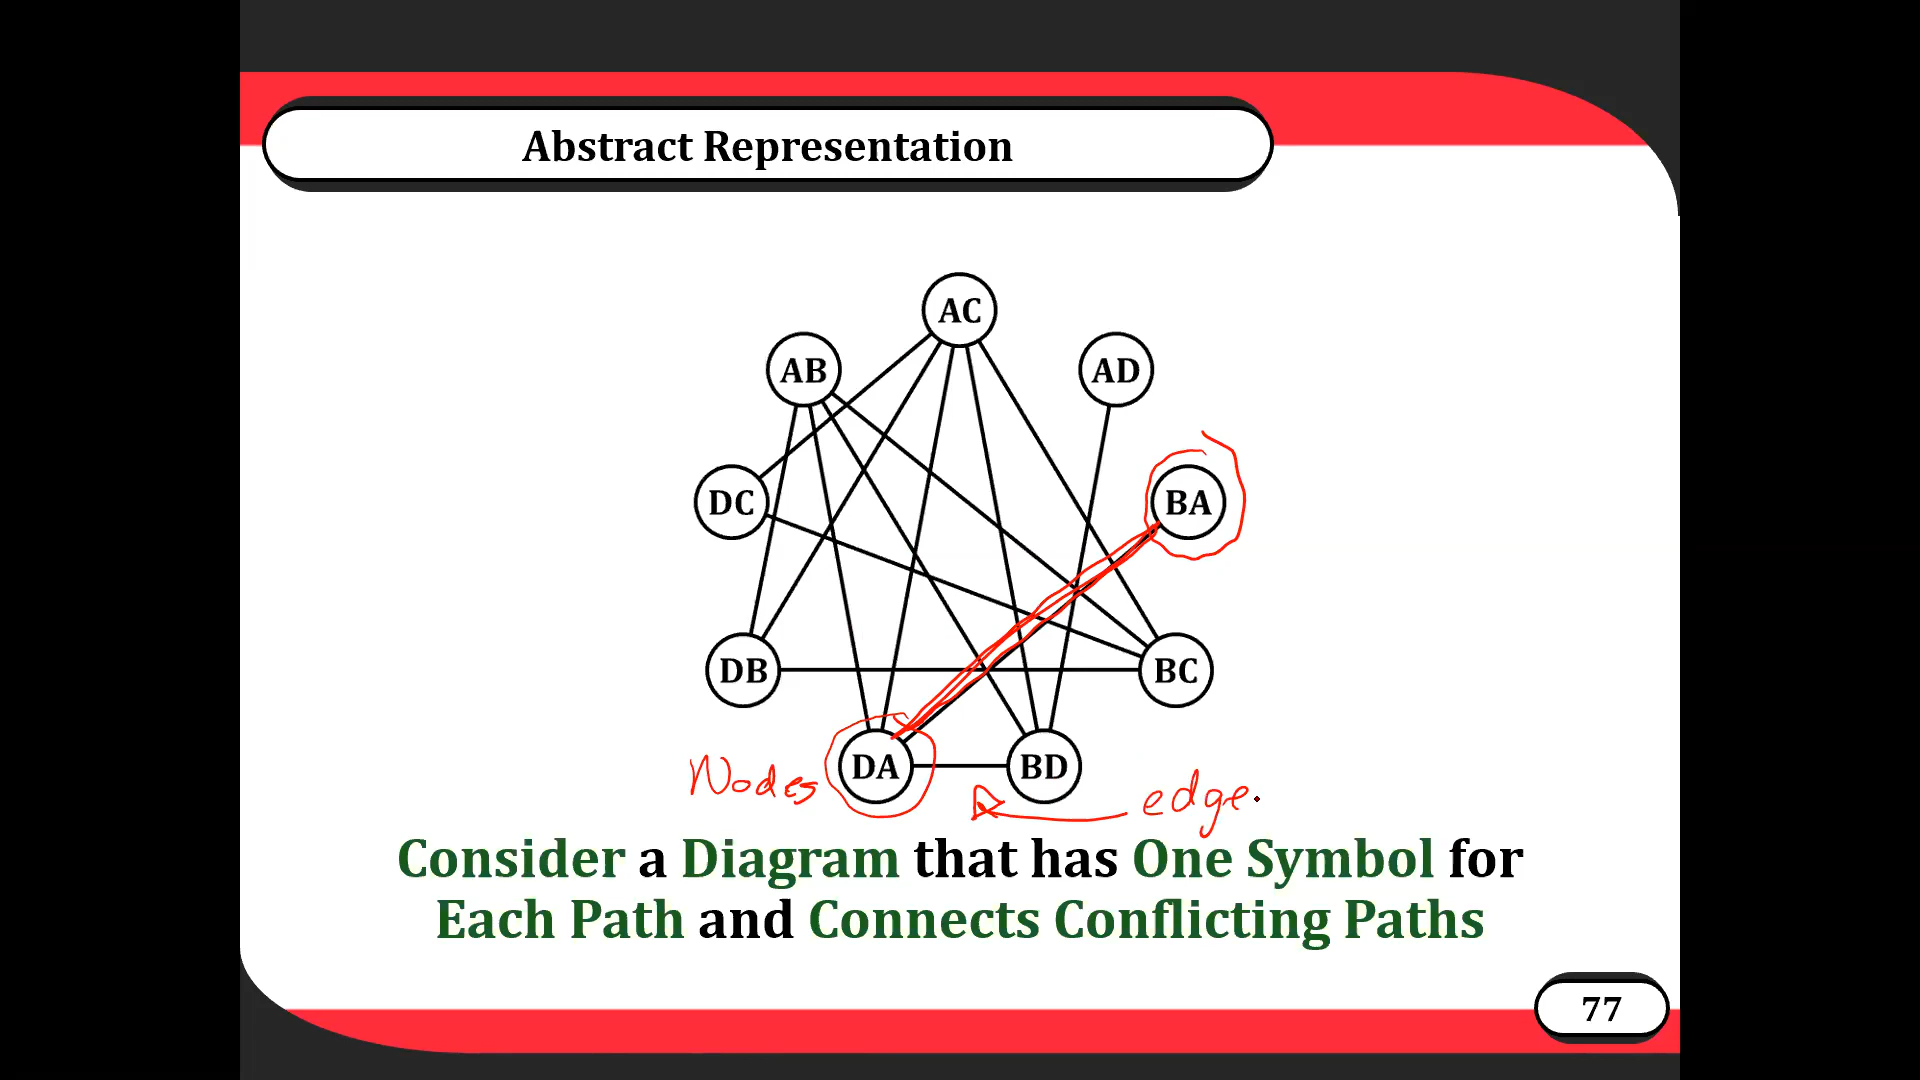 Abstract Representation
AC
AB
AD
DC
BA
DB
BC
DA
BD
Nodes
edge.
Consider a Diagram that has One Symbol for
Each Path and Connects Conflicting Paths
77